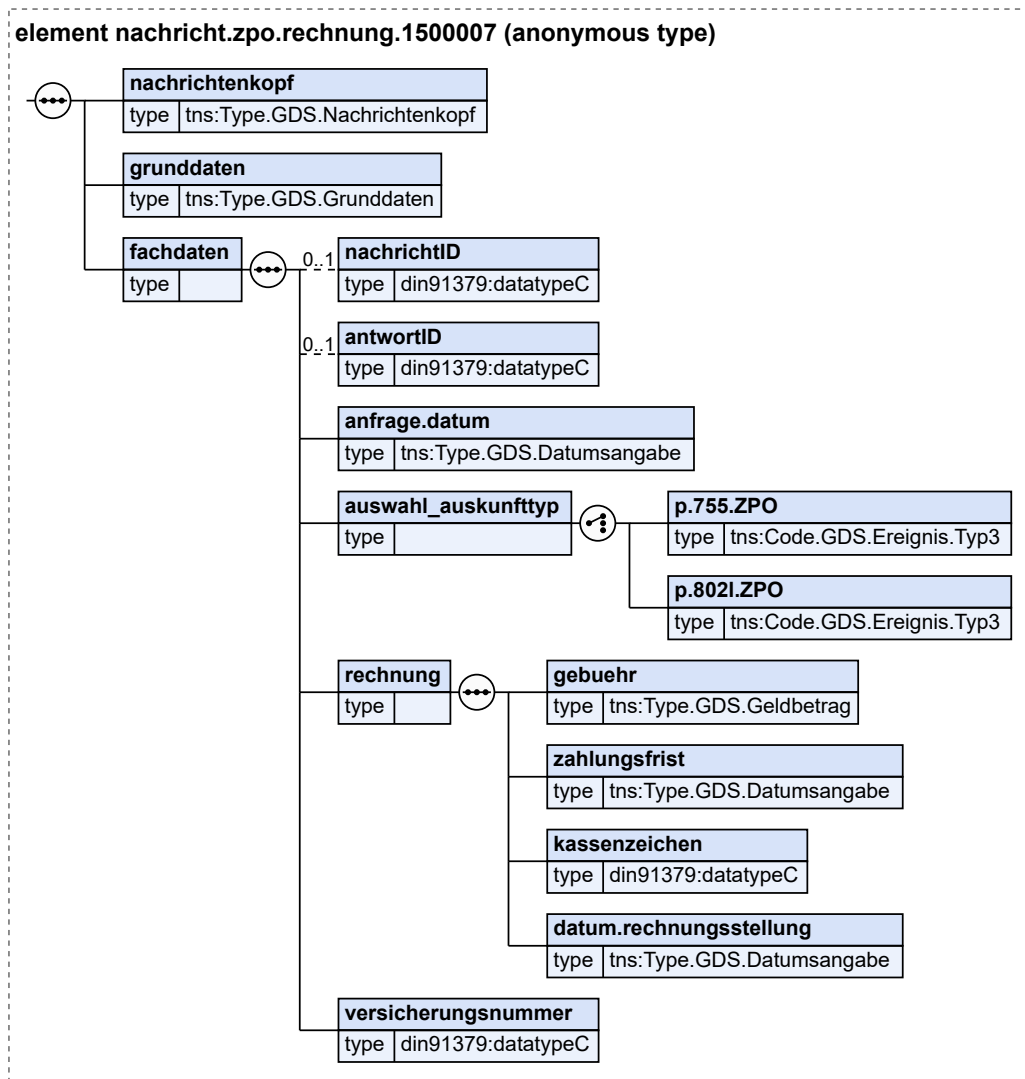 element nachricht.zpo.rechnung.1500007 (anonymous type)
nachrichtenkopf
type tns:Type.GDS.Nachrichtenkopf
grunddaten
type tns:Type.GDS.Grunddaten
fachdaten
type
0..1 nachrichtID
type din91379:datatypeC
0..1 antwortID
type din91379:datatypeC
anfrage.datum
type tns:Type.GDS.Datumsangabe
auswahl_auskunfttyp
type
p.755.ZPO
type tns:Code.GDS.Ereignis.Typ3
p.802l.ZPO
type tns:Code.GDS.Ereignis.Typ3
rechnung
type
gebuehr
type tns:Type.GDS.Geldbetrag
zahlungsfrist
type tns:Type.GDS.Datumsangabe
kassenzeichen
type din91379:datatypeC
datum.rechnungsstellung
type tns:Type.GDS.Datumsangabe
versicherungsnummer
type din91379:datatypeC